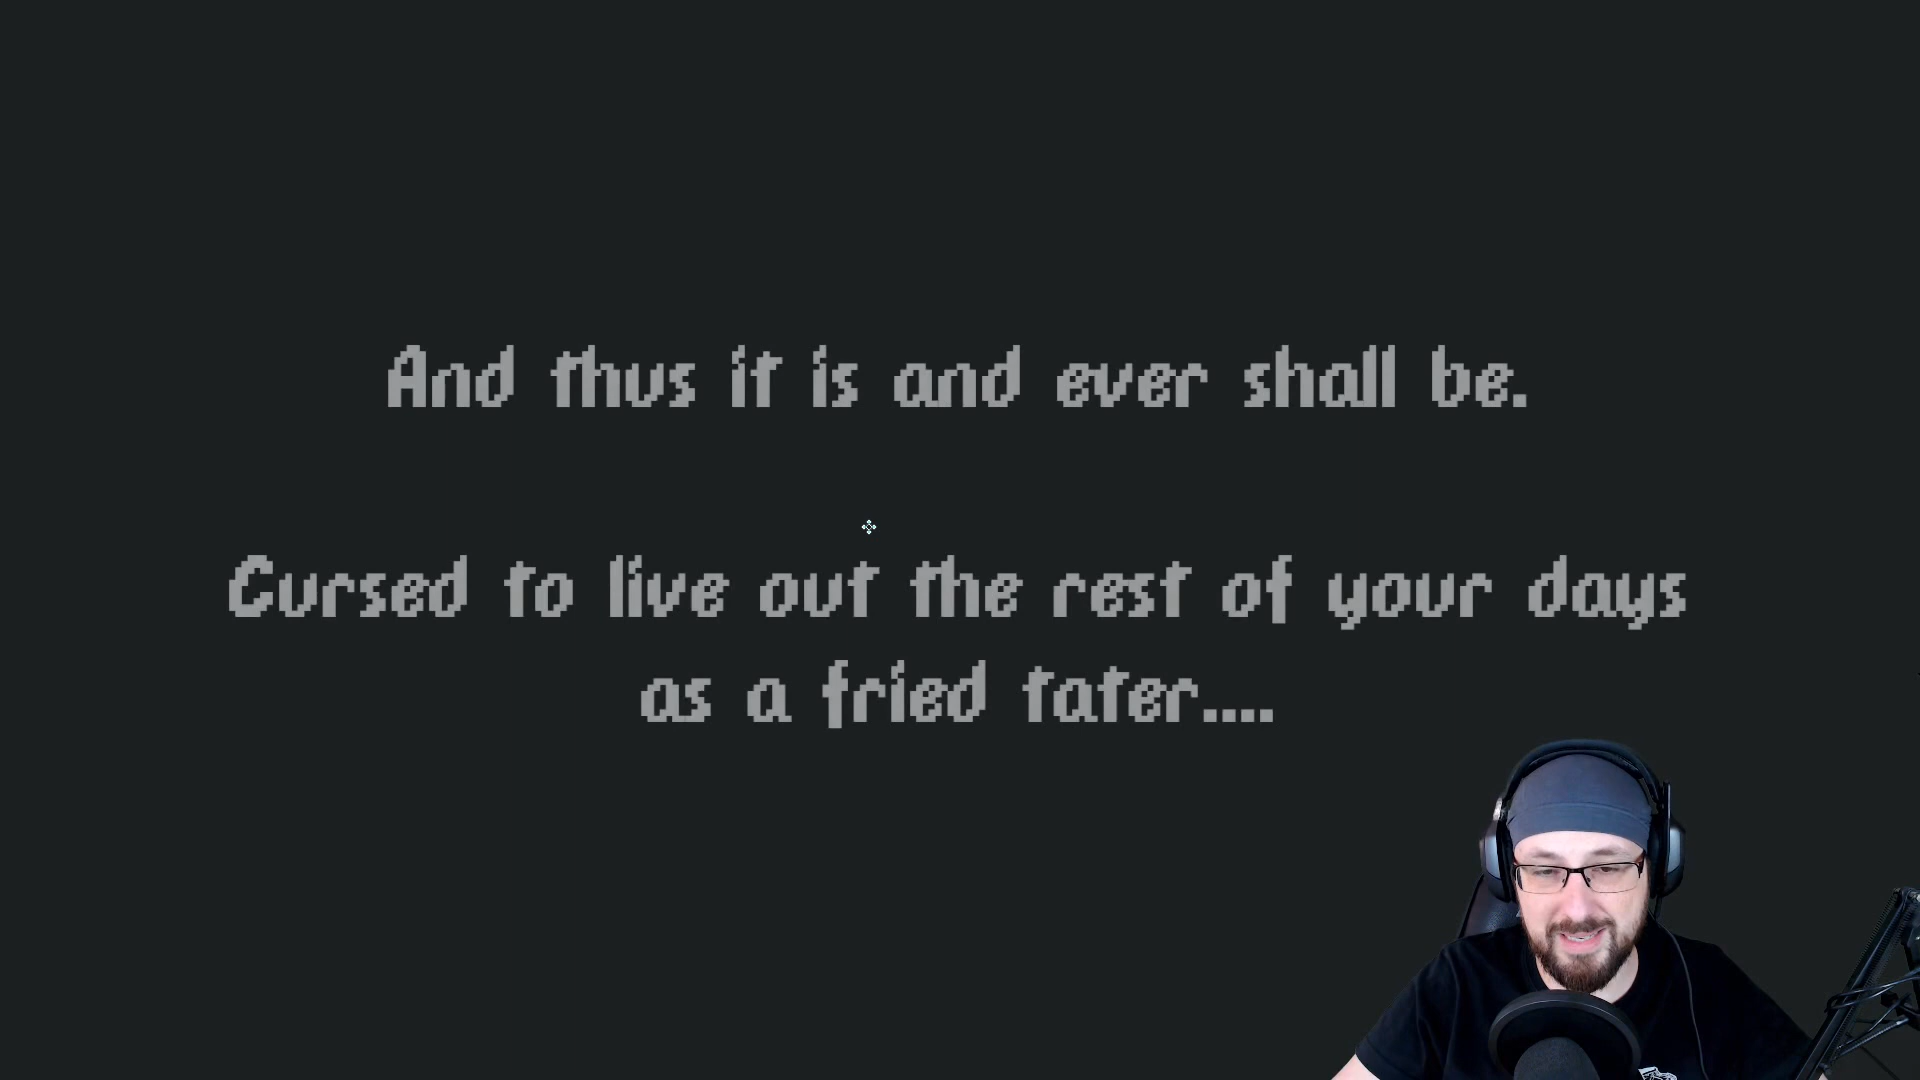 And thus it is and ever shall be.
Cursed to live out the rest of your days
as a fried tater....